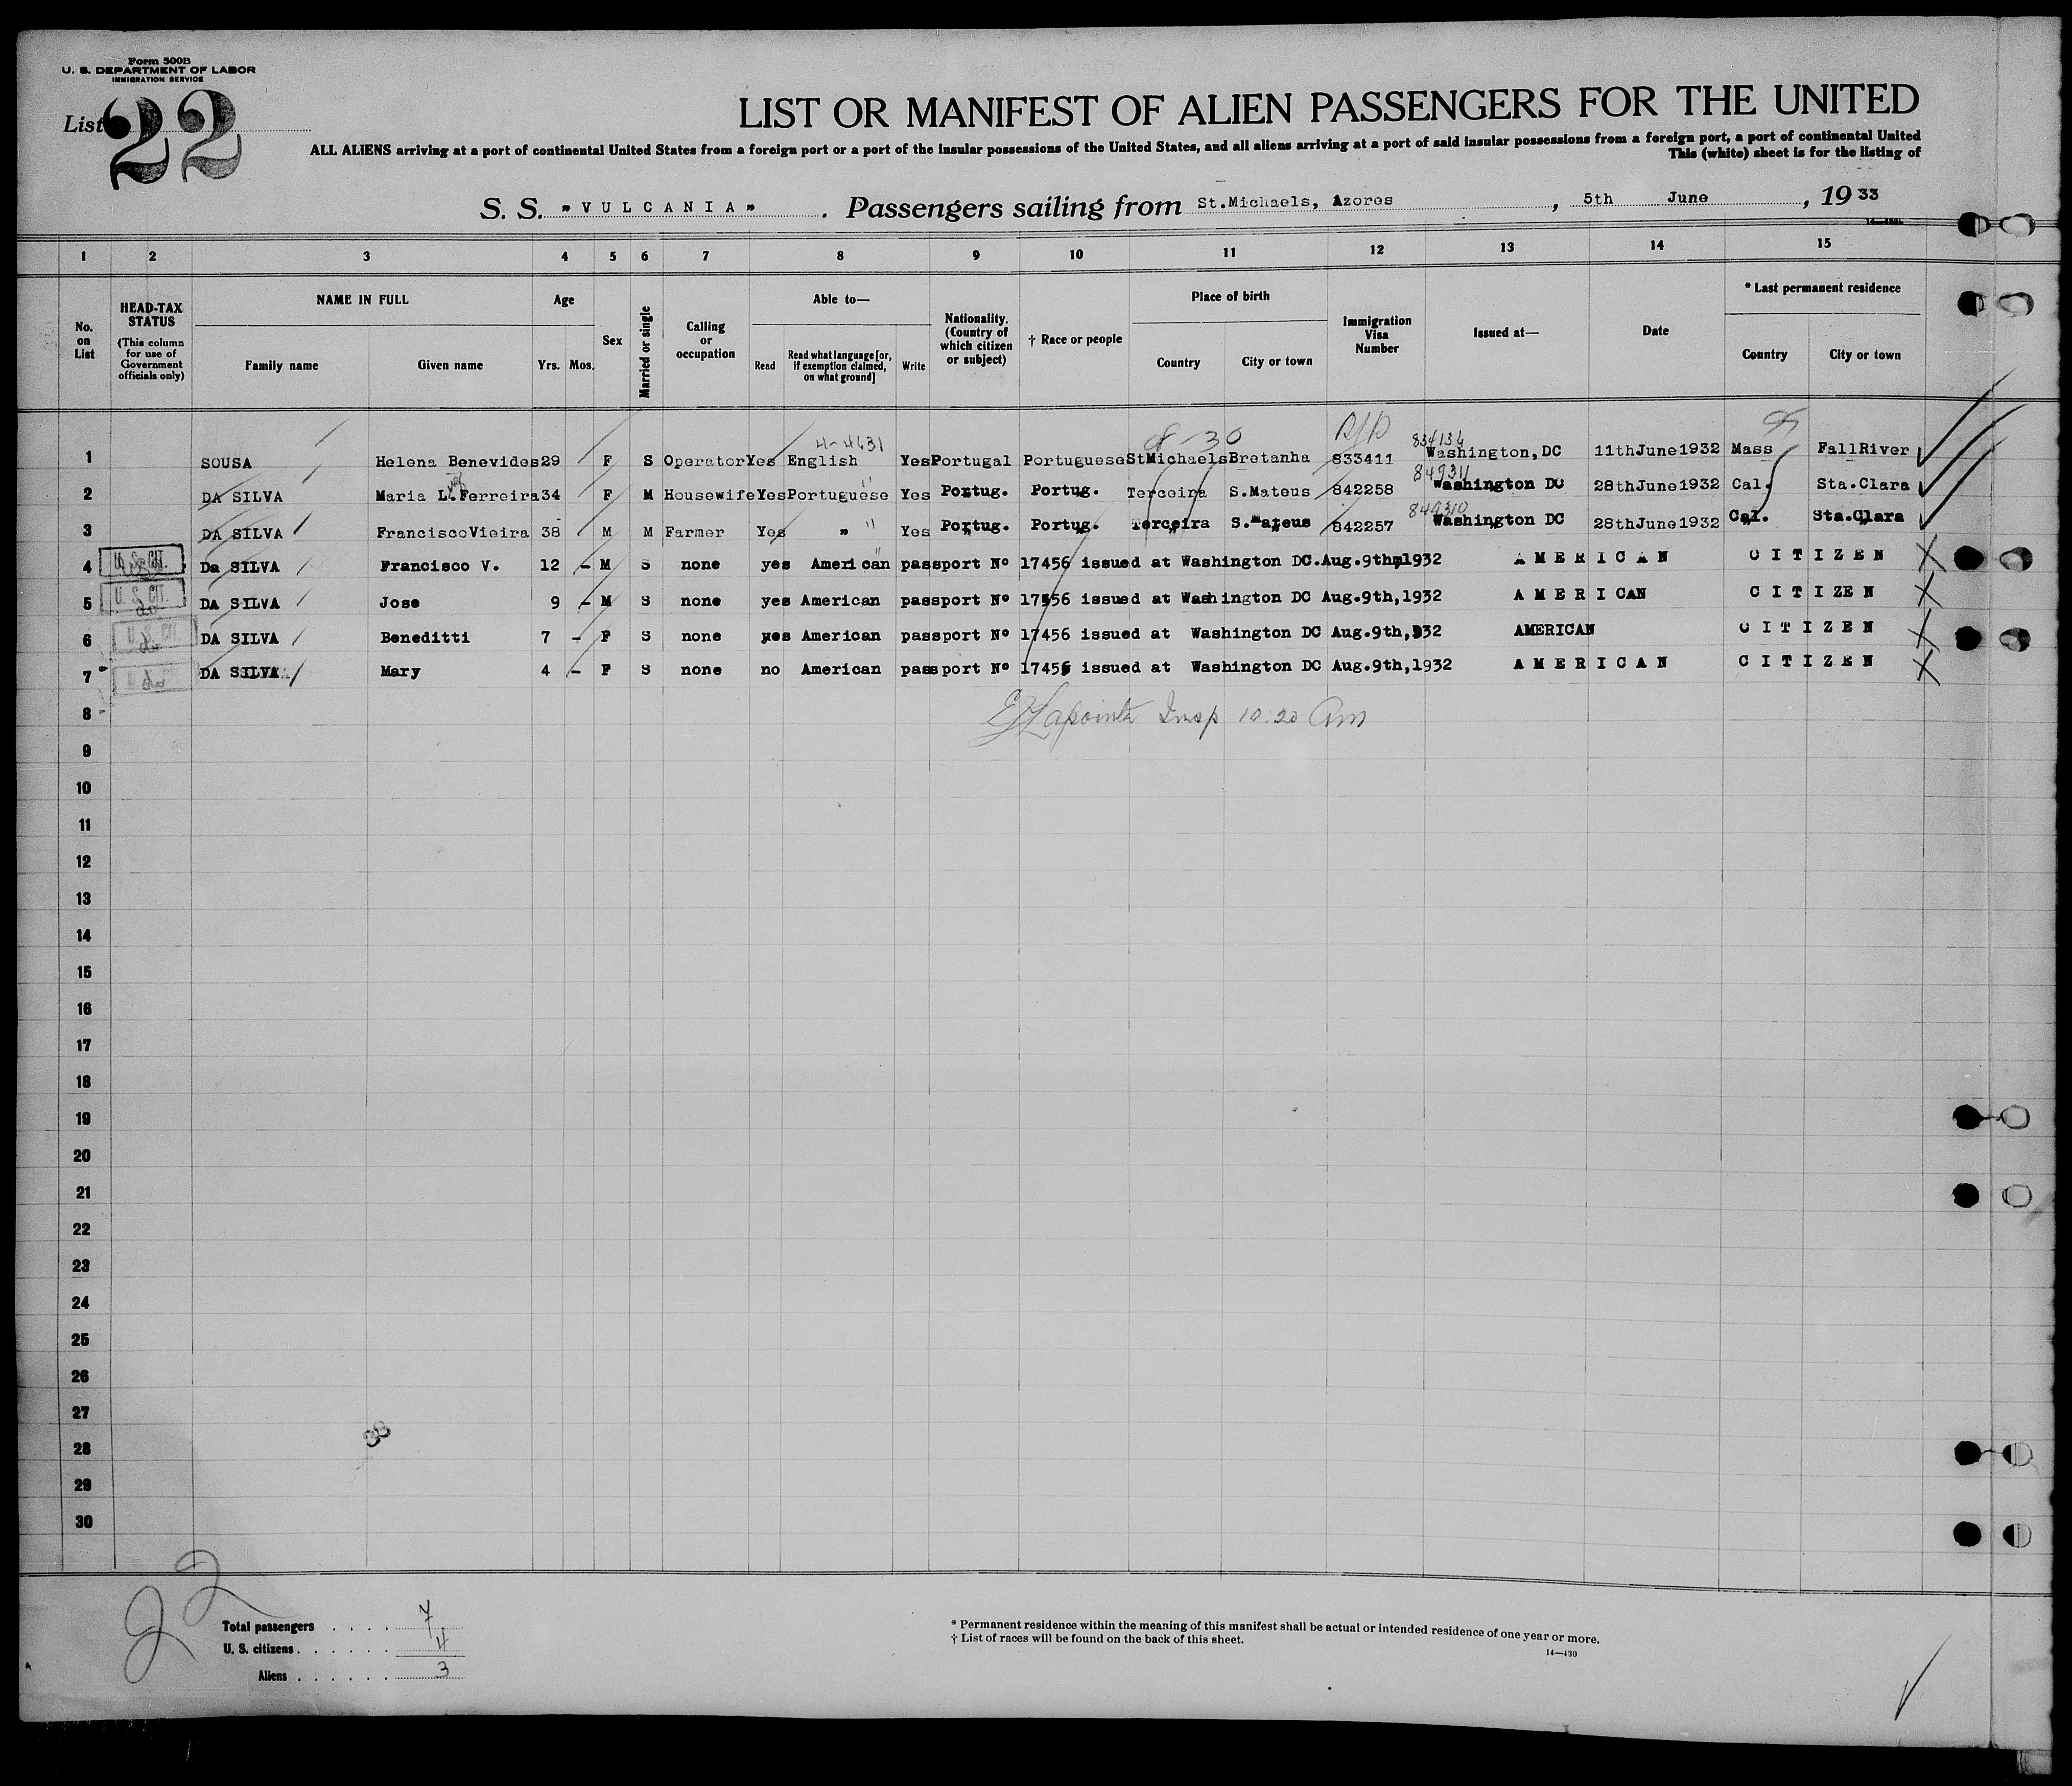 Form 500B
U. S. DEPARTMENT OF LABOR
IMMIGRATION SERVICE
List 22
LIST OR MANIFEST OF ALIEN PASSENGERS FOR THE UNITED
ALL ALIENS arriving at a port of continental United States from a foreign port or a port of the insular possessions of the United States, and all aliens arriving at a port of said insular possessions from a foreign port, a port of continental United
This (white) sheet is for the listing of
S. S. "VULCANIA" . Passengers sailing from St.Michaels, Azores , 5th June , 19 33
1 2 3 4 5 6 7 8 9 10 11 12 13 14 15
No. on List
HEAD-TAX STATUS (This column for use of Government officials only)
NAME IN FULL
Family name Given name
Age
Yrs. Mos.
Sex
Married or single
Calling or occupation
Able to—
Read Read what language [or, if exemption claimed, on what ground] Write
Nationality. (Country of which citizen or subject)
† Race or people
Place of birth
Country City or town
Immigration Visa Number
Issued at—
Date
* Last permanent residence
Country City or town
4-4631 8-30 834134
1 SOUSA Helena Benevides 29 F S Operator Yes English Yes Portugal Portuguese StMichaels Bretanha 833411 Washington, DC 11thJune1932 Mass FallRiver
849311
2 DA SILVA Maria L. Ferreira 34 F M Housewife Yes Portuguese Yes Portug. Portug. Terceira S.Mateus 842258 Washington DC 28thJune1932 Cal. Sta.Clara
849310
3 DA SILVA FranciscoVieira 38 M M Farmer Yes " Yes Portug. Portug. Terceira S.Mateus 842257 Washington DC 28thJune1932 Cal. Sta.Clara
4 U. S. CIT. Da SILVA Francisco V. 12 - M S none yes American passport Nº 17456 issued at Washington DC.Aug.9th,1932 AMERICAN CITIZEN
5 U. S. CIT. DA SILVA Jose 9 - M S none yes American passport Nº 17456 issued at Washington DC Aug.9th,1932 AMERICAN CITIZEN
6 U. S. CIT. DA SILVA Beneditti 7 - F S none yes American passport Nº 17456 issued at Washington DC Aug.9th,932 AMERICAN CITIZEN
7 DA SILVA Mary 4 - F S none no American passport Nº 17456 issued at Washington DC Aug.9th,1932 AMERICAN CITIZEN
8 EJLapointe Insp 10:20 Am
9
10
11
12
13
14
15
16
17
18
19
20
21
22
23
24
25
26
27
28
29
30
38
22
Total passengers . . . . 7
U. S. citizens . . . . . . 4
Aliens . . . . . . 3
* Permanent residence within the meaning of this manifest shall be actual or intended residence of one year or more.
† List of races will be found on the back of this sheet.
14—430